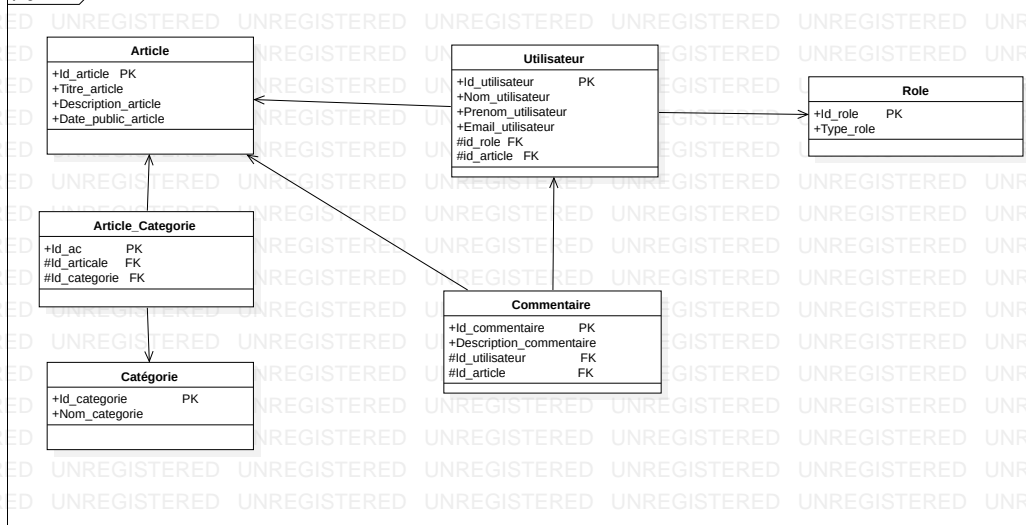 Article
+Id_article PK
+Titre_article
+Description_article
+Date_public_article
Utilisateur
+Id_utilisateur PK
+Nom_utilisateur
+Prenom_utilisateur
+Email_utilisateur
#id_role FK
#id_article FK
Role
+Id_role PK
+Type_role
Article_Categorie
+Id_ac PK
#Id_articale FK
#Id_categorie FK
Commentaire
+Id_commentaire PK
+Description_commentaire
#Id_utilisateur FK
#Id_article FK
Catégorie
+Id_categorie PK
+Nom_categorie
UNREGISTERED